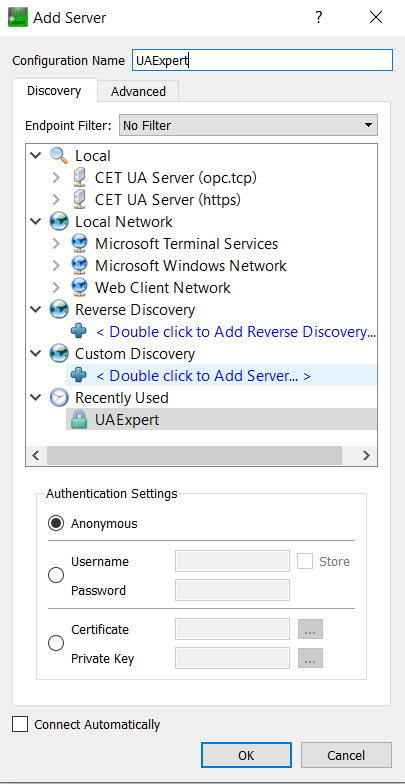 Add Server
?
Configuration Name UAExpert
Discovery Advanced
Endpoint Filter: No Filter
Local
CET UA Server (opc.tcp)
CET UA Server (https)
Local Network
Microsoft Terminal Services
Microsoft Windows Network
Web Client Network
Reverse Discovery
< Double click to Add Reverse Discovery...
Custom Discovery
< Double click to Add Server... >
Recently Used
UAExpert
Authentication Settings
Anonymous
Username Store
Password
Certificate ...
Private Key ...
Connect Automatically
OK Cancel